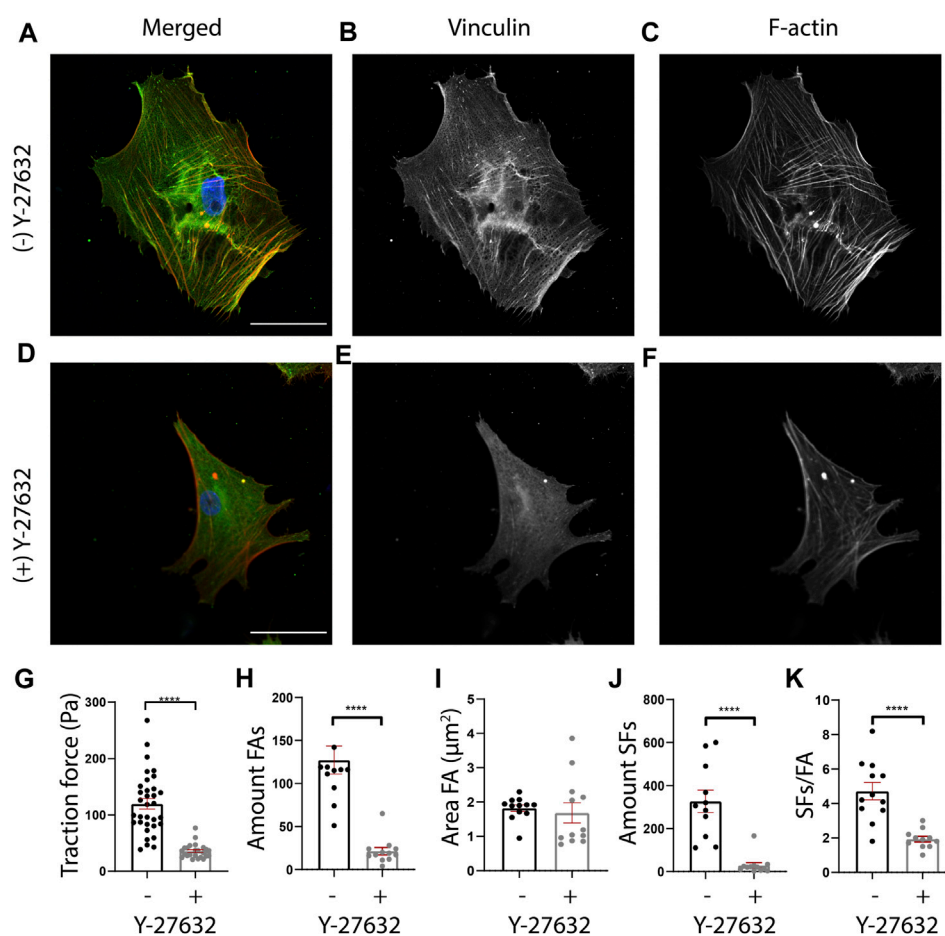 A Merged B Vinculin C F-actin
(-) Y-27632
D E F
(+) Y-27632
G H I J K
Traction force (Pa)
300
200
100
0
****
- +
Y-27632
Amount FAs
200
150
100
50
0
****
- +
Y-27632
Area FA (μm²)
5
4
3
2
1
0
- +
Y-27632
Amount SFs
800
600
400
200
0
****
- +
Y-27632
SFs/FA
10
8
6
4
2
0
****
- +
Y-27632